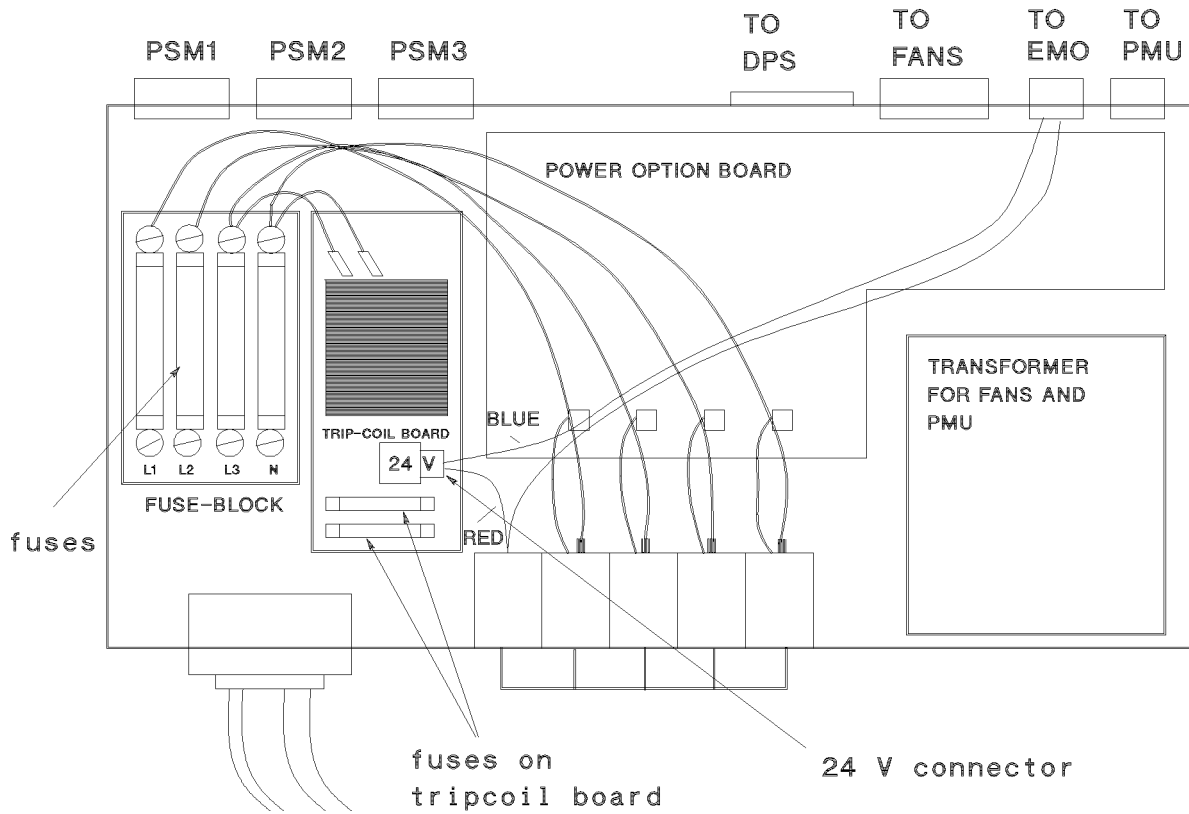 PSM1
PSM2
PSM3
TO
DPS
TO
FANS
TO
EMO
TO
PMU
POWER OPTION BOARD
TRANSFORMER
FOR FANS AND
PMU
TRIP-COIL BOARD
24 V
BLUE
RED
L1 L2 L3 N
FUSE-BLOCK
fuses
fuses on
tripcoil board
24 V connector